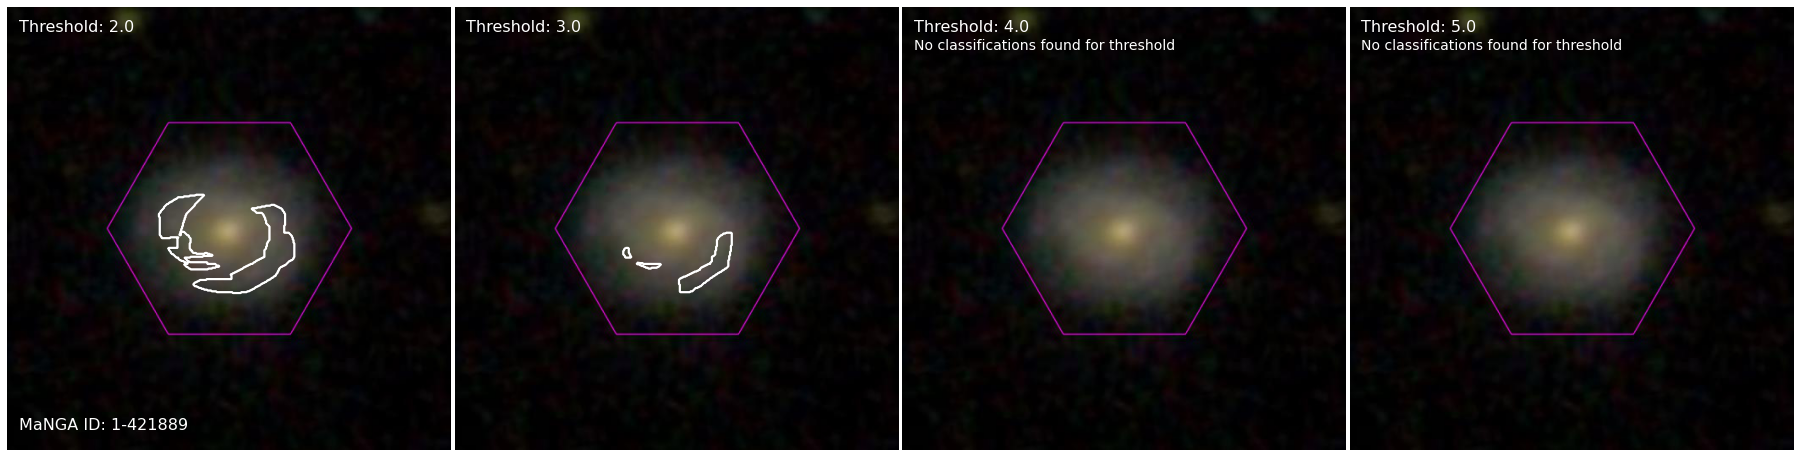 Threshold: 2.0
MaNGA ID: 1-421889
Threshold: 3.0
Threshold: 4.0
No classifications found for threshold
Threshold: 5.0
No classifications found for threshold